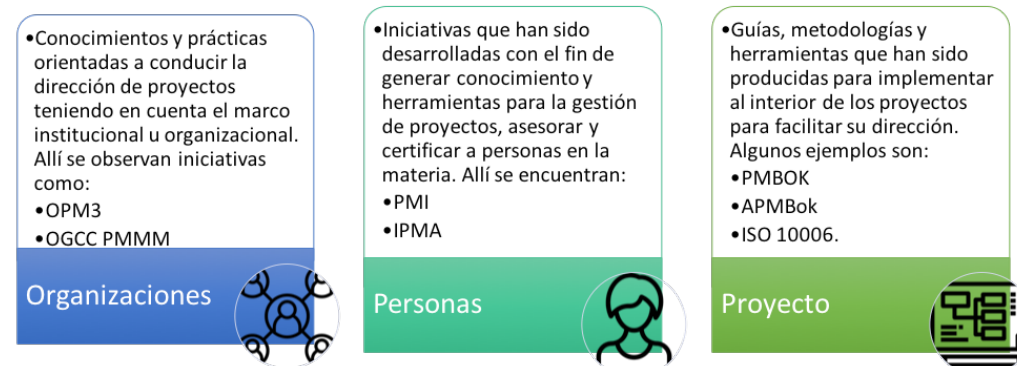 •Conocimientos y prácticas
orientadas a conducir la
dirección de proyectos
teniendo en cuenta el marco
institucional u organizacional.
Allí se observan iniciativas
como:
•OPM3
•OGCC PMMM
Organizaciones
•Iniciativas que han sido
desarrolladas con el fin de
generar conocimiento y
herramientas para la gestión
de proyectos, asesorar y
certificar a personas en la
materia. Allí se encuentran:
•PMI
•IPMA
Personas
•Guías, metodologías y
herramientas que han sido
producidas para implementar
al interior de los proyectos
para facilitar su dirección.
Algunos ejemplos son:
•PMBOK
•APMBok
•ISO 10006.
Proyecto